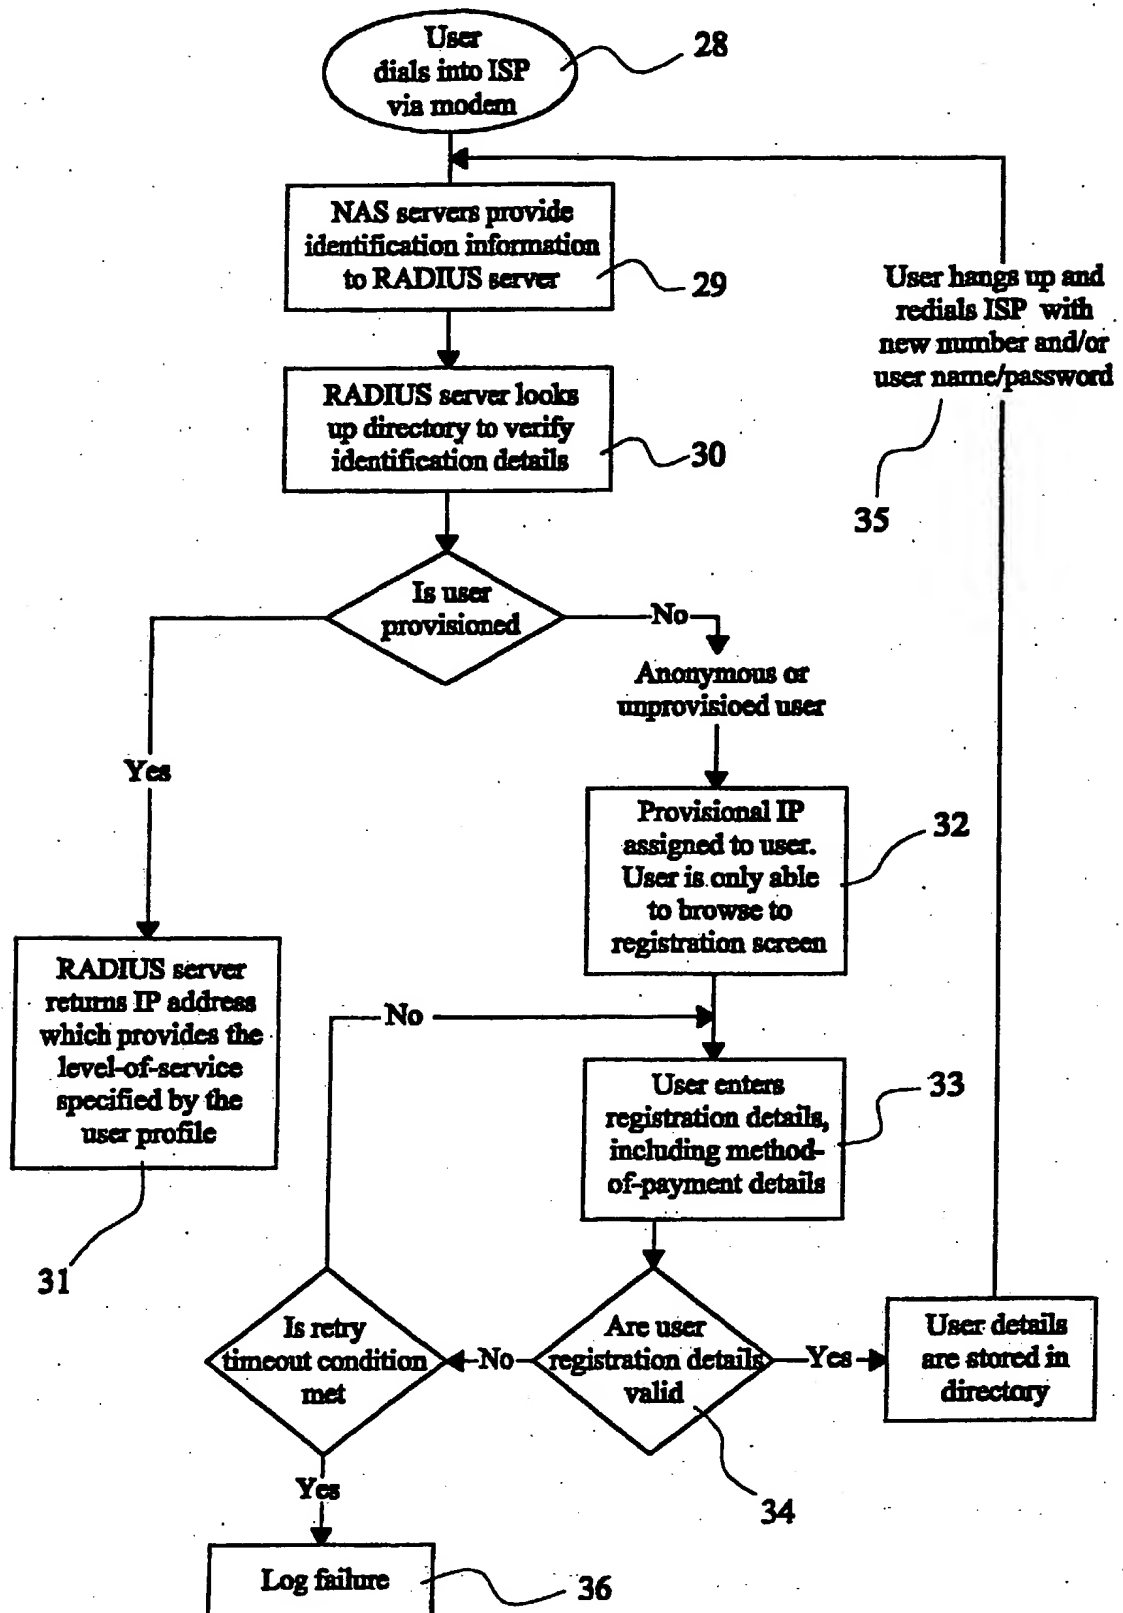 User
dials into ISP
via modem
28
NAS servers provide
identification information
to RADIUS server
29
User hangs up and
redials ISP with
new number and/or
user name/password
35
RADIUS server looks
up directory to verify
identification details
30
Is user
provisioned
No
Anonymous or
unprovisioed user
Yes
Provisional IP
assigned to user.
User is only able
to browse to
registration screen
32
RADIUS server
returns IP address
which provides the
level-of-service
specified by the
user profile
31
No
User enters
registration details,
including method-
of-payment details
33
Is retry
timeout condition
met
No
Are user
registration details
valid
34
Yes
User details
are stored in
directory
Yes
Log failure
36